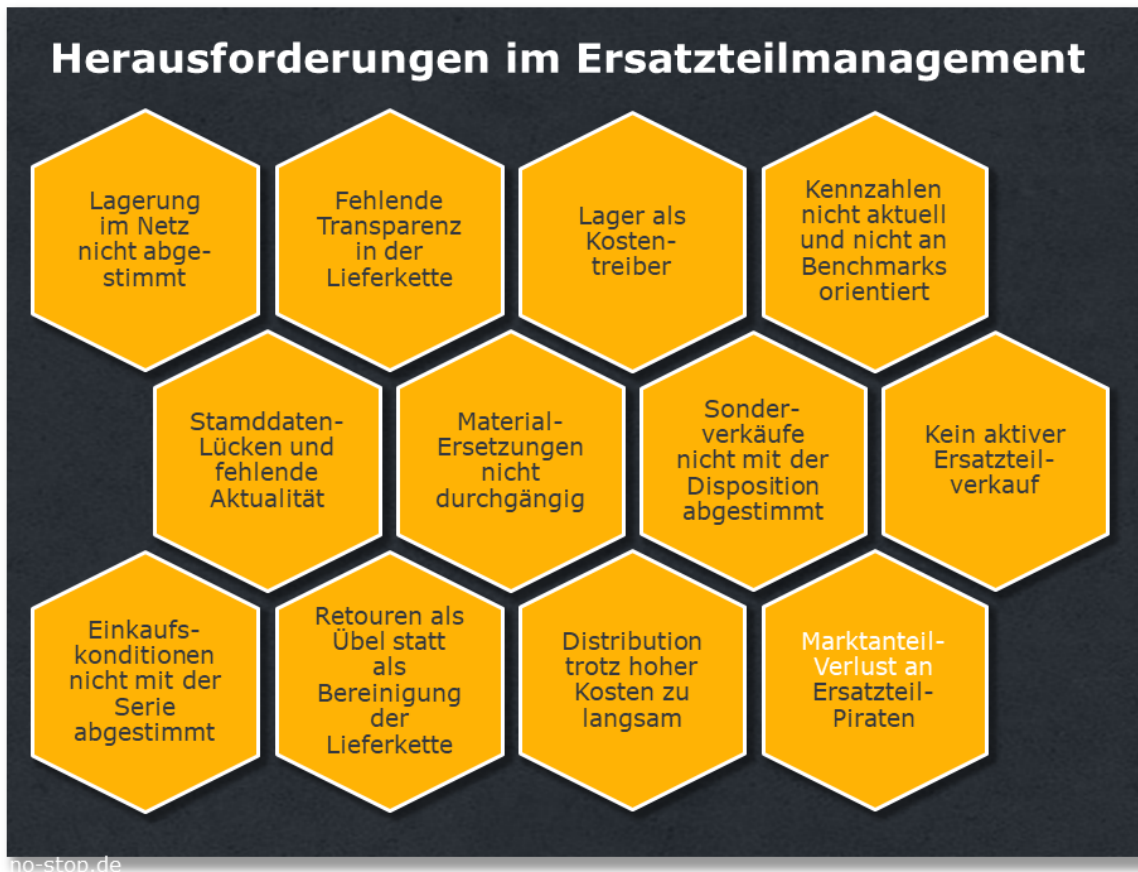 Herausforderungen im Ersatzteilmanagement
Lagerung
im Netz
nicht abge-
stimmt
Fehlende
Transparenz
in der
Lieferkette
Lager als
Kosten-
treiber
Kennzahlen
nicht aktuell
und nicht an
Benchmarks
orientiert
Stamddaten-
Lücken und
fehlende
Aktualität
Material-
Ersetzungen
nicht
durchgängig
Sonder-
verkäufe
nicht mit der
Disposition
abgestimmt
Kein aktiver
Ersatzteil-
verkauf
Einkaufs-
konditionen
nicht mit der
Serie
abgestimmt
Retouren als
Übel statt
als
Bereinigung
der
Lieferkette
Distribution
trotz hoher
Kosten zu
langsam
Marktanteil-
Verlust an
Ersatzteil-
Piraten
no-stop.de